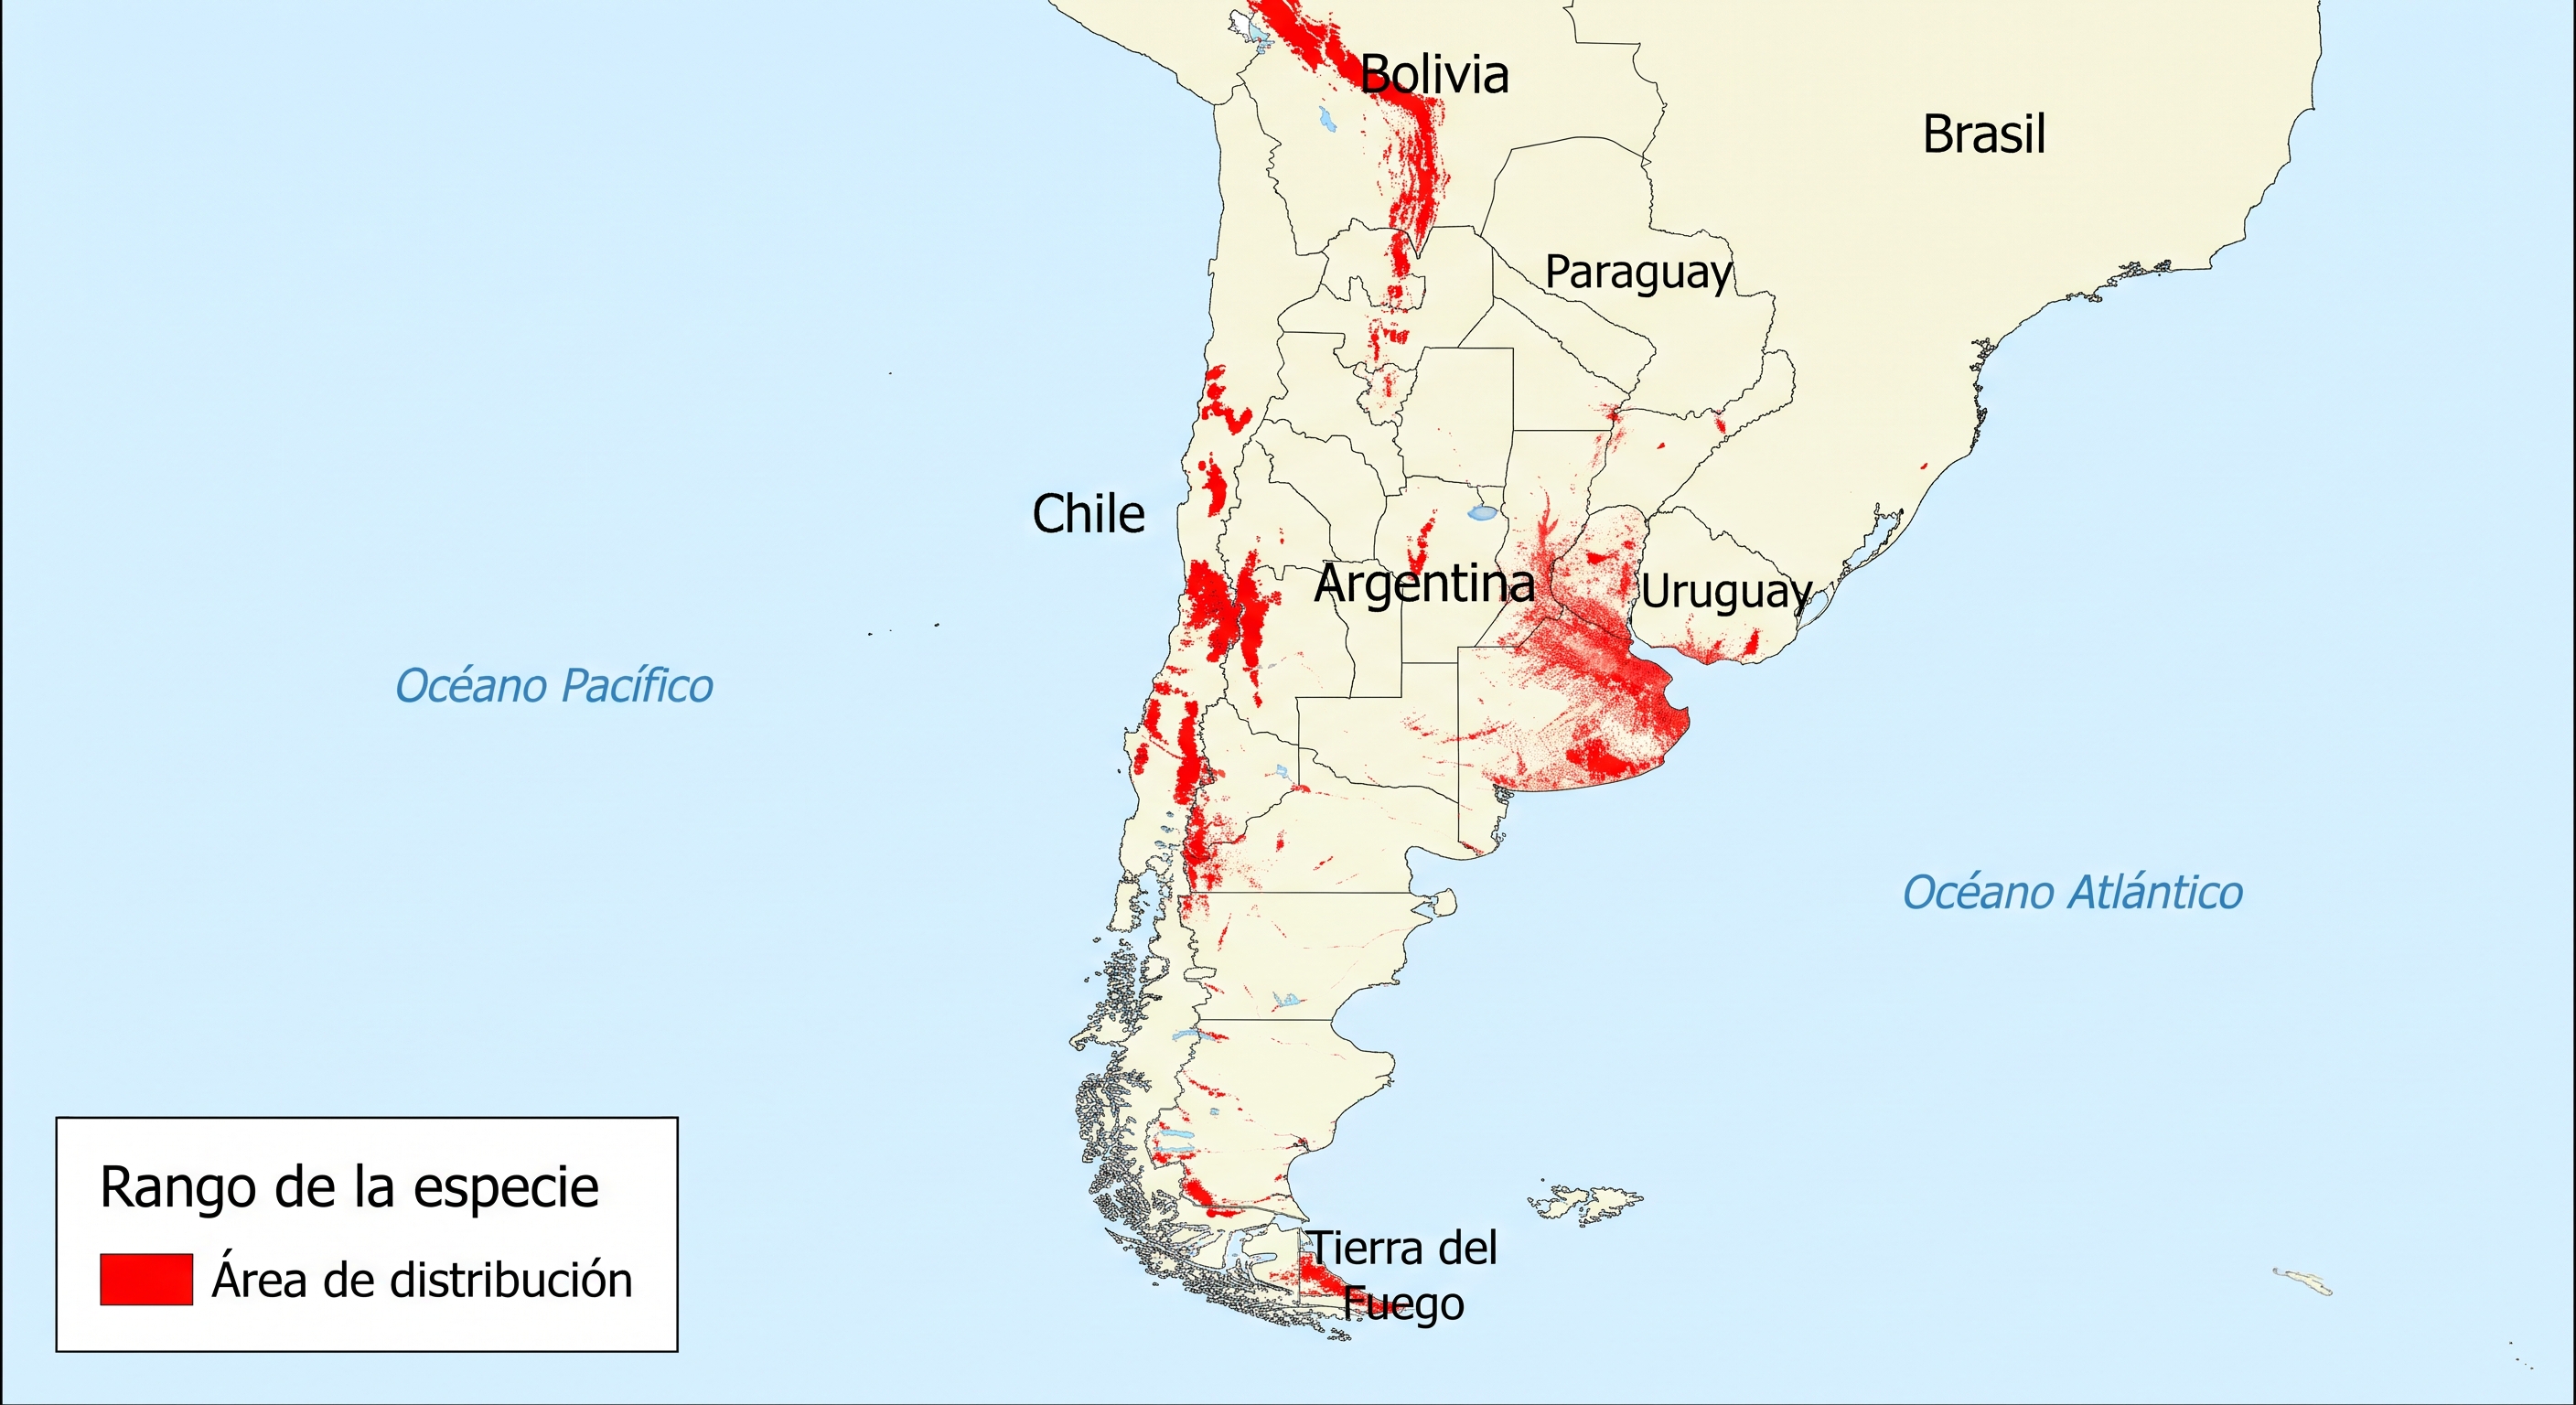 Bolivia
Brasil
Paraguay
Chile
Argentina
Uruguay
Océano Pacífico
Océano Atlántico
Rango de la especie
Área de distribución
Tierra del
Fuego